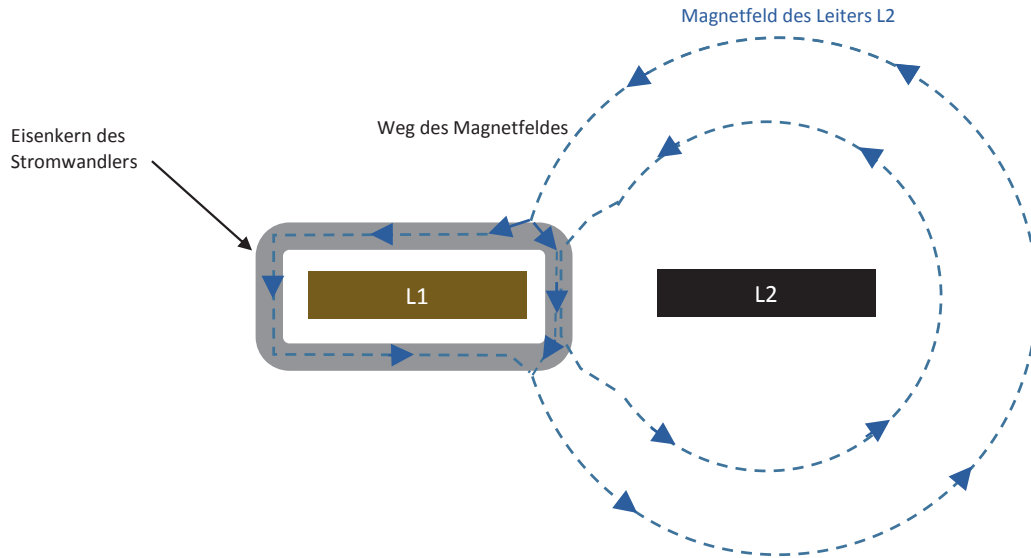 Magnetfeld des Leiters L2
Weg des Magnetfeldes
Eisenkern des
Stromwandlers
L1
L2